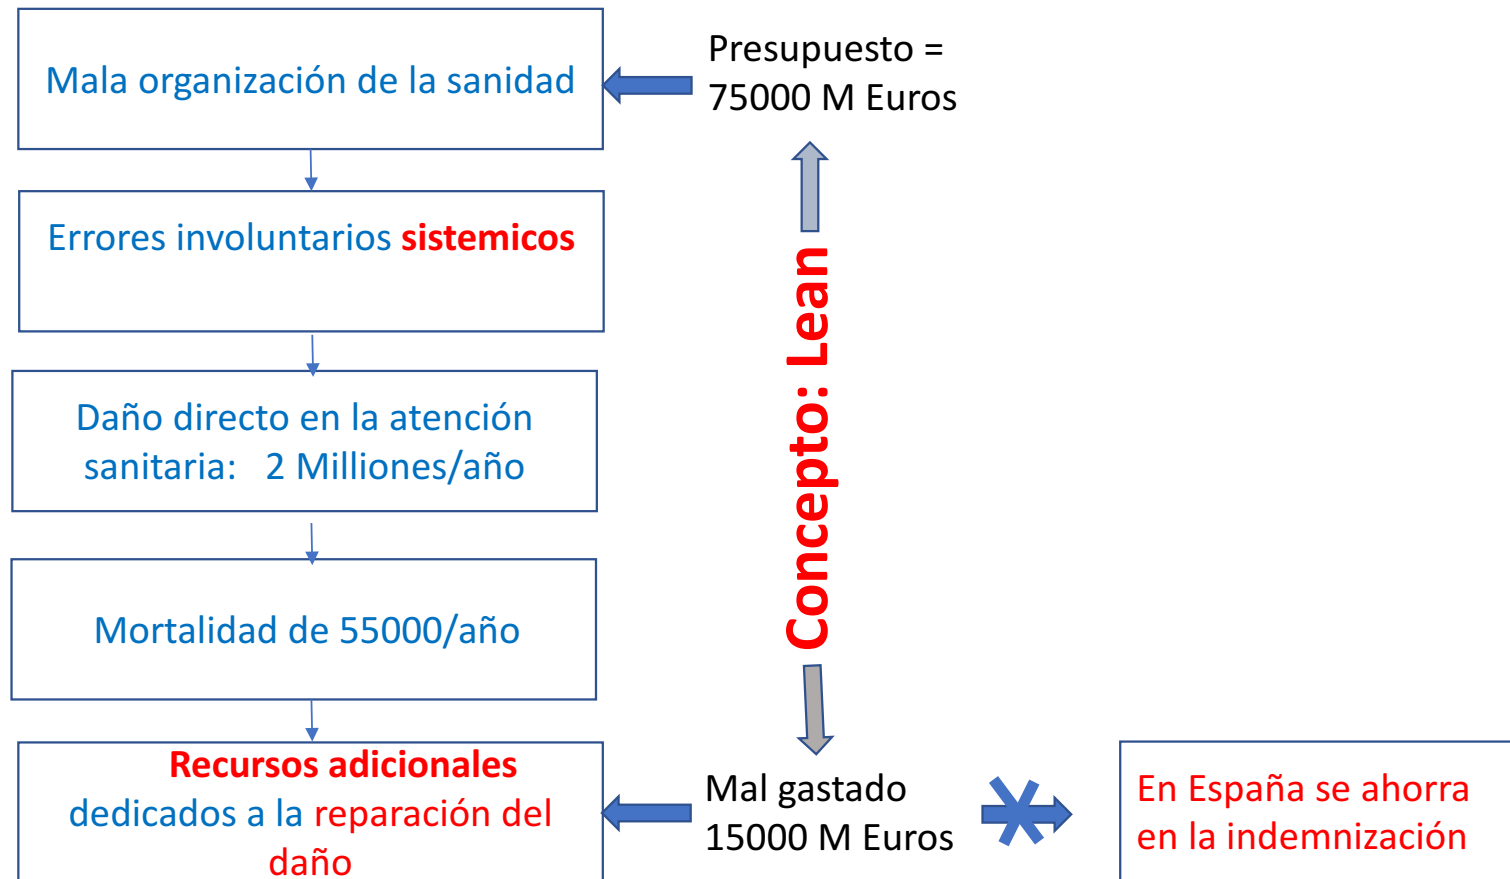 Mala organización de la sanidad
Presupuesto =
75000 M Euros
Errores involuntarios sistemicos
Daño directo en la atención
sanitaria: 2 Milliones/año
Mortalidad de 55000/año
Concepto: Lean
Recursos adicionales
dedicados a la reparación del
daño
Mal gastado
15000 M Euros
En España se ahorra
en la indemnización